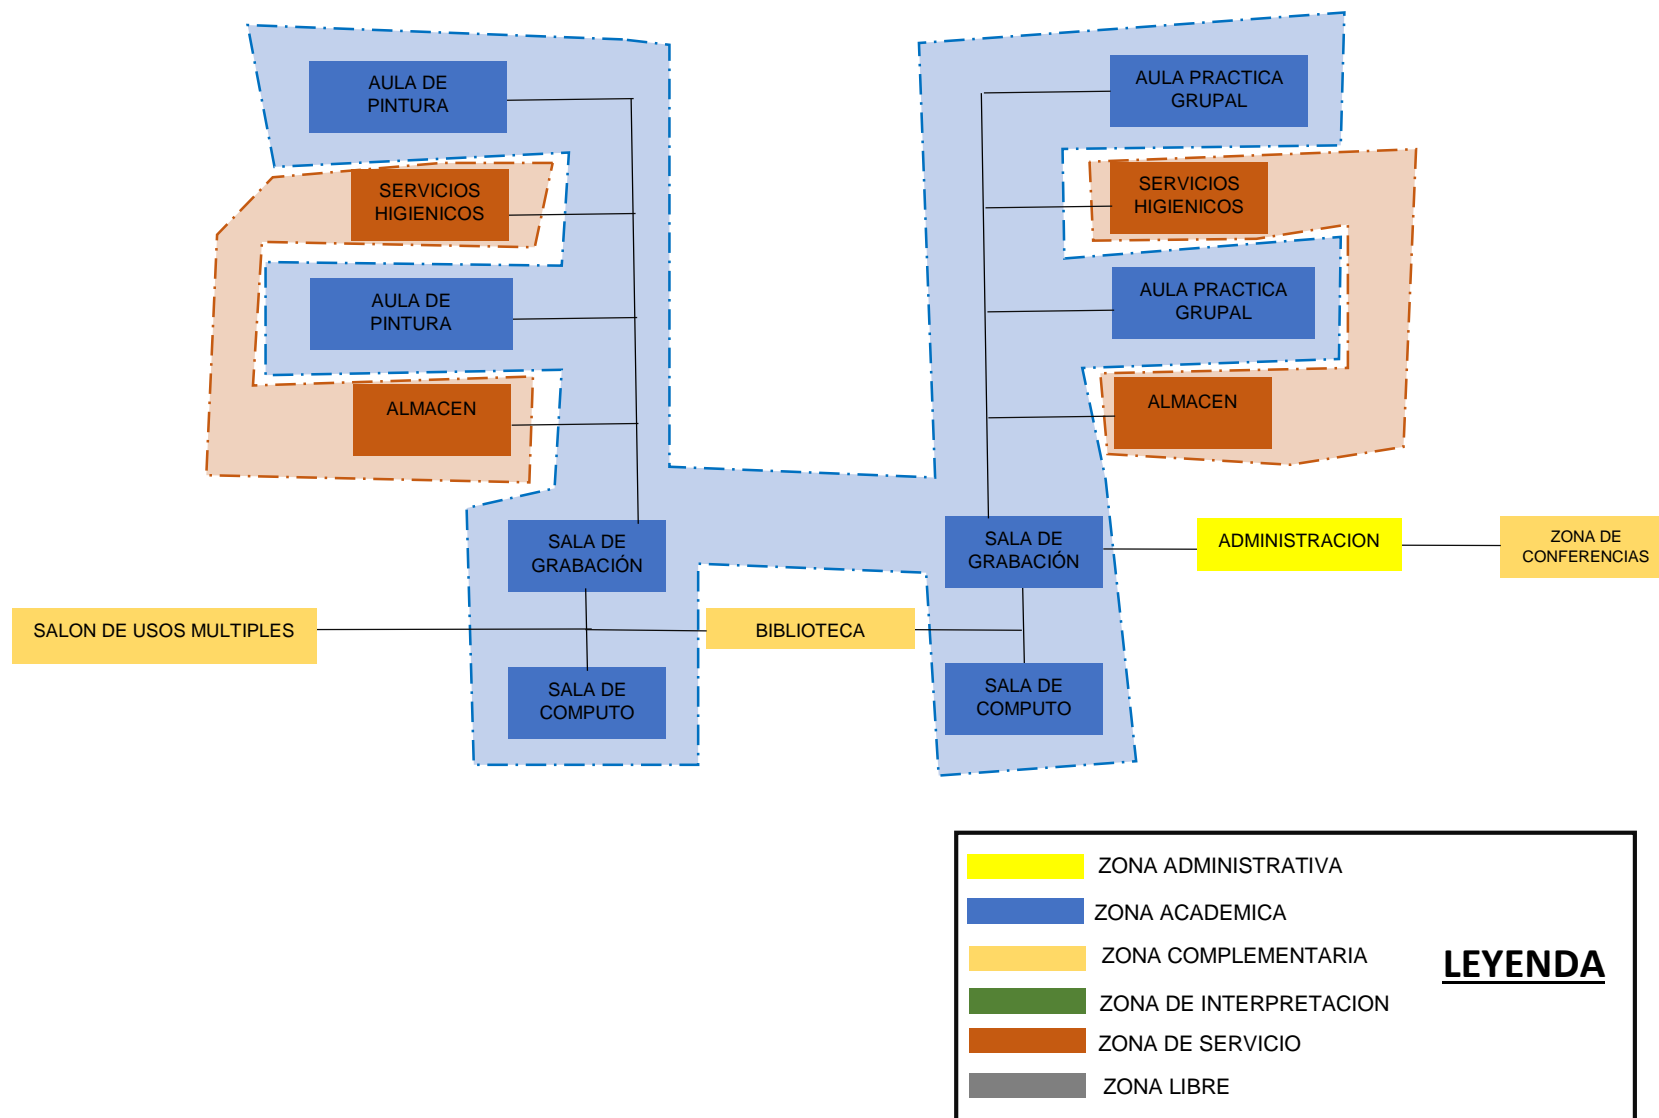 AULA DE
PINTURA
AULA PRACTICA
GRUPAL
SERVICIOS
HIGIENICOS
SERVICIOS
HIGIENICOS
AULA DE
PINTURA
AULA PRACTICA
GRUPAL
ALMACEN
ALMACEN
SALA DE
GRABACIÓN
SALA DE
GRABACIÓN
ADMINISTRACION
ZONA DE
CONFERENCIAS
SALON DE USOS MULTIPLES
BIBLIOTECA
SALA DE
COMPUTO
SALA DE
COMPUTO
ZONA ADMINISTRATIVA
ZONA ACADEMICA
ZONA COMPLEMENTARIA
LEYENDA
ZONA DE INTERPRETACION
ZONA DE SERVICIO
ZONA LIBRE